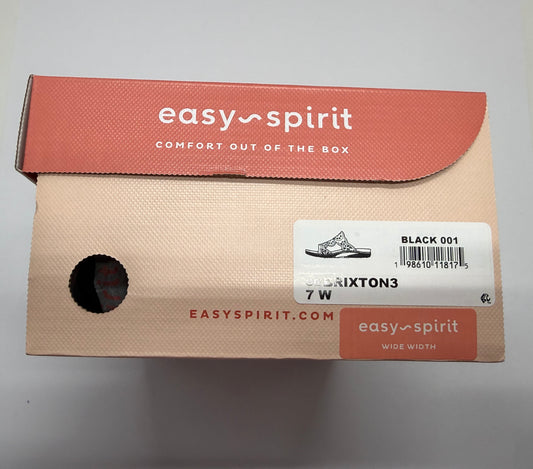 easy~spirit
COMFORT OUT OF THE BOX
BLACK 001
1 98610 11817 5
7 W
EASYSPIRIT.COM
easy~spirit
WIDE WIDTH